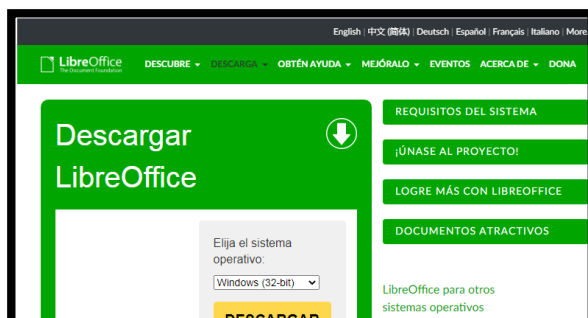 English | 中文 (简体) | Deutsch | Español | Français | Italiano | More
LibreOffice
The Document Foundation
DESCUBRE DESCARGA OBTÉN AYUDA MEJÓRALO EVENTOS ACERCA DE DONA
Descargar
LibreOffice
Elija el sistema
operativo:
Windows (32-bit)
DESCARGAR
REQUISITOS DEL SISTEMA
¡ÚNASE AL PROYECTO!
LOGRE MÁS CON LIBREOFFICE
DOCUMENTOS ATRACTIVOS
LibreOffice para otros
sistemas operativos